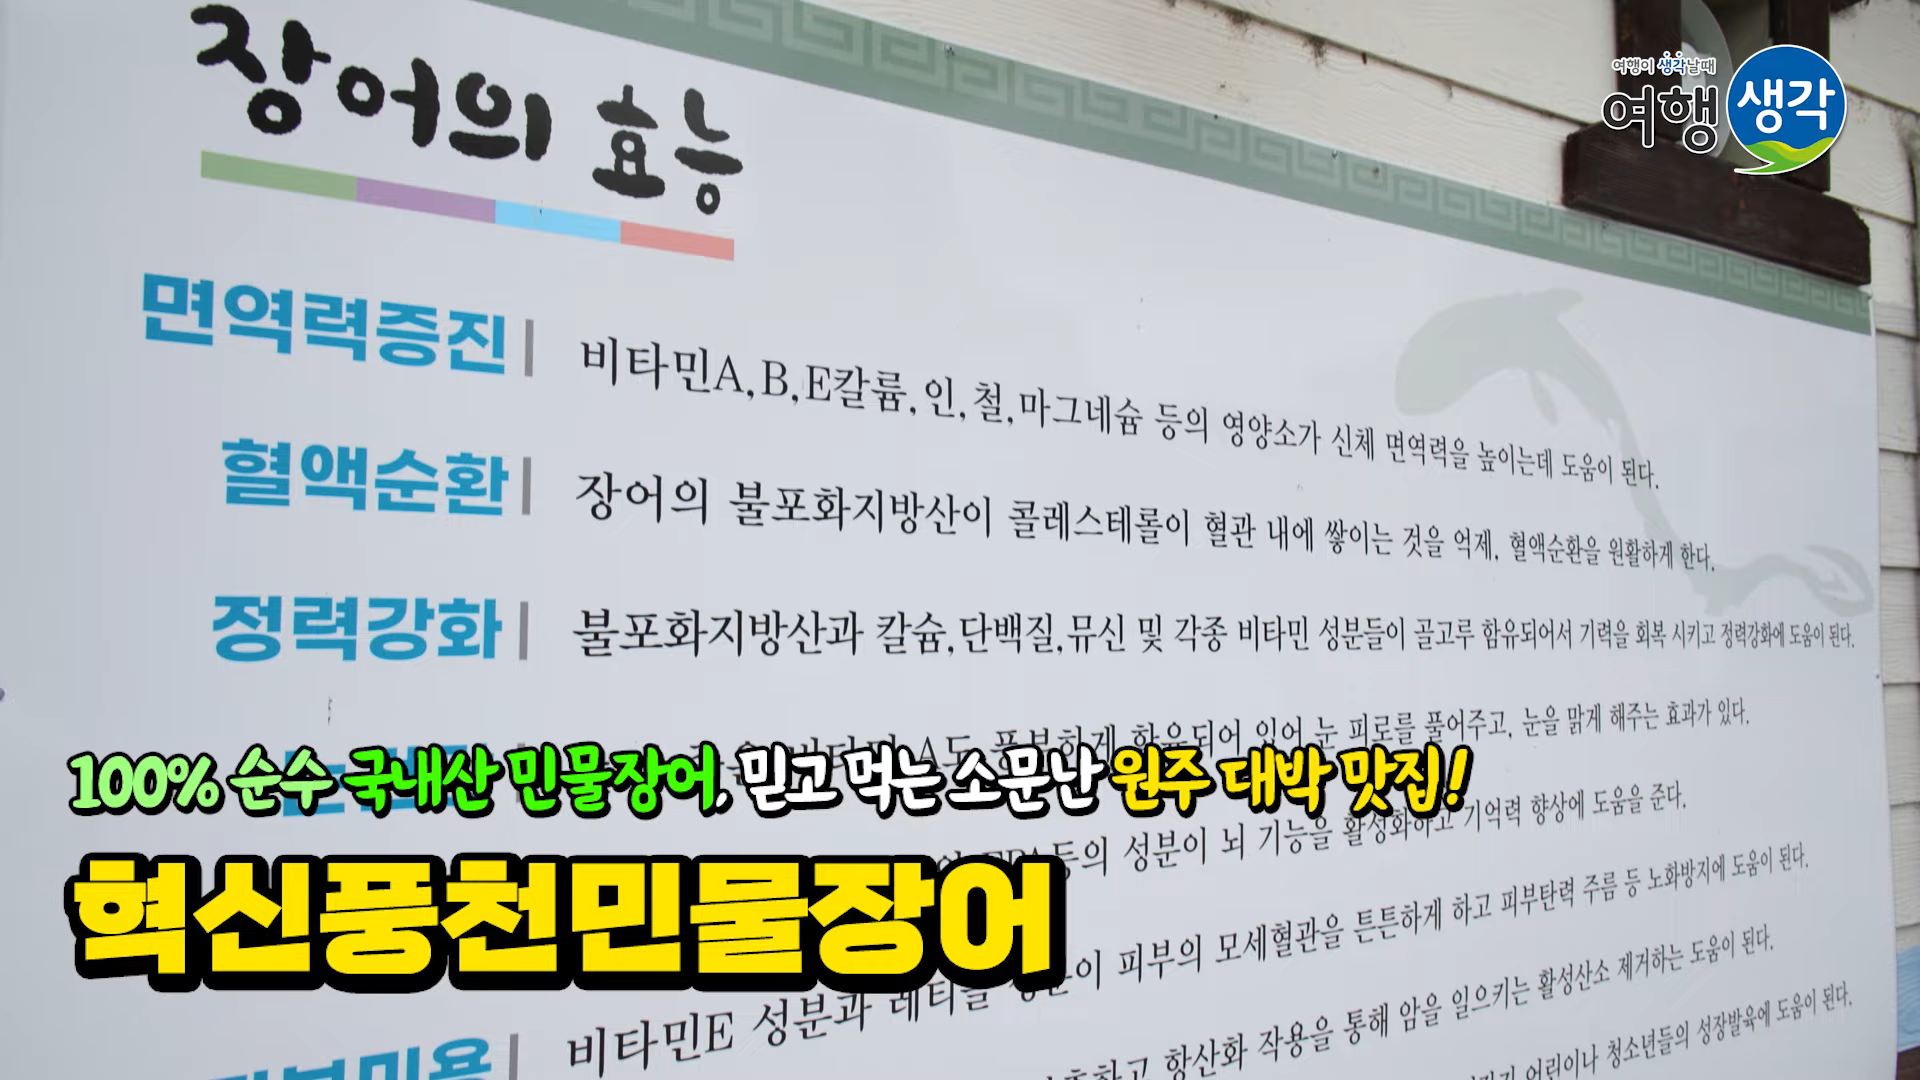 장어의 효능
여행이 생각날때
여행 생각
면역력증진 비타민A,B,E칼륨,인,철,마그네슘 등의 영양소가 신체 면역력을 높이는데 도움이 된다.
혈액순환 장어의 불포화지방산이 콜레스테롤이 혈관 내에 쌓이는 것을 억제, 혈액순환을 원활하게 한다.
정력강화 불포화지방산과 칼슘,단백질,뮤신 및 각종 비타민 성분들이 골고루 함유되어서 기력을 회복 시키고 정력강화에 도움이 된다.
A도 풍부하게 함유되어 있어 눈 피로를 풀어주고, 눈을 맑게 해주는 효과가 있다.
100% 순수 국내산 민물장어, 믿고 먹는 소문난 원주 대박 맛집!
등의 성분이 뇌 기능을 활성화하고 기억력 향상에 도움을 준다.
혁신풍천민물장어
비타민E 성분과 레티놀 성분이 피부의 모세혈관을 튼튼하게 하고 피부탄력 주름 등 노화방지에 도움이 된다.
항산화 작용을 통해 암을 일으키는 활성산소 제거하는 도움이 된다.
어린이나 청소년들의 성장발육에 도움이 된다.